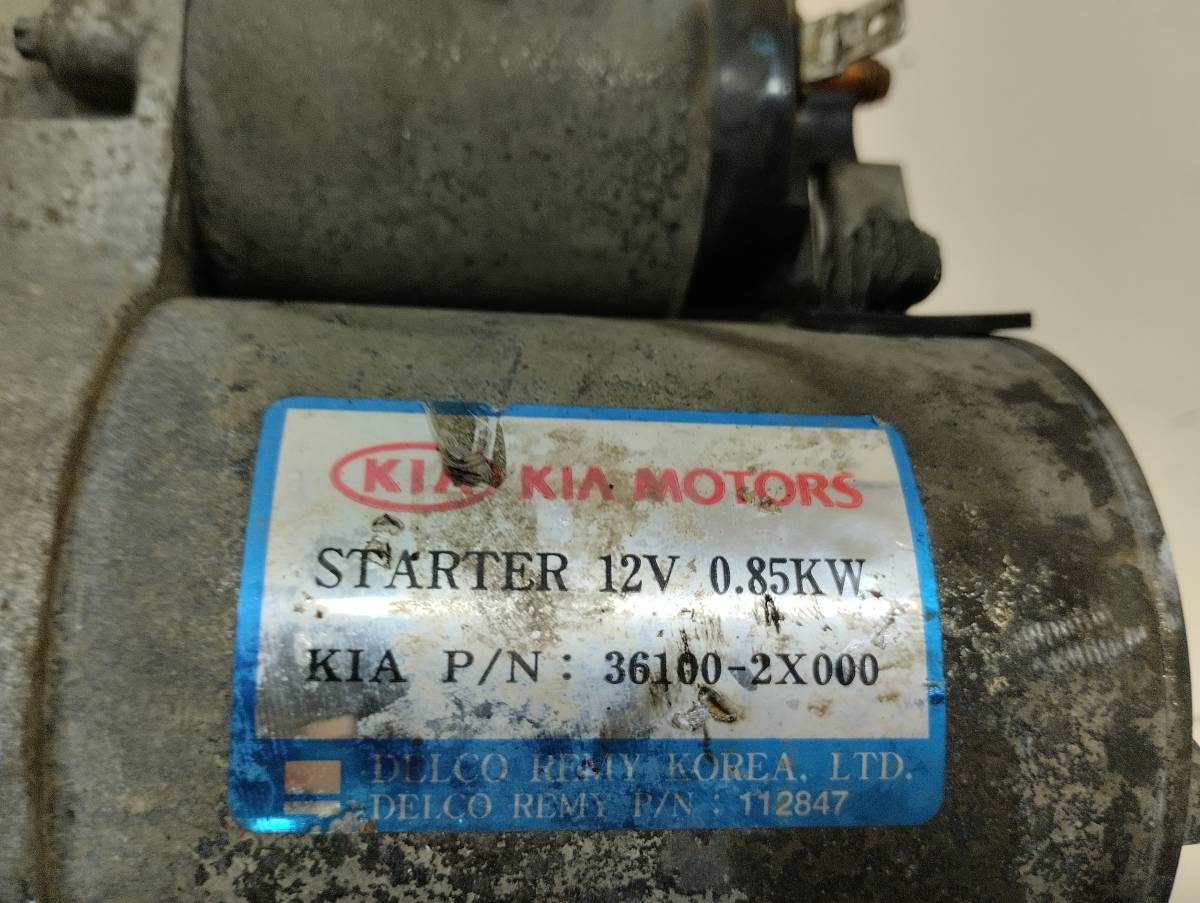 KIA KIA MOTORS
STARTER 12V 0.85KW
KIA P/N: 36100-2X000
DELCO REMY KOREA, LTD.
DELCO REMY P/N : 112847